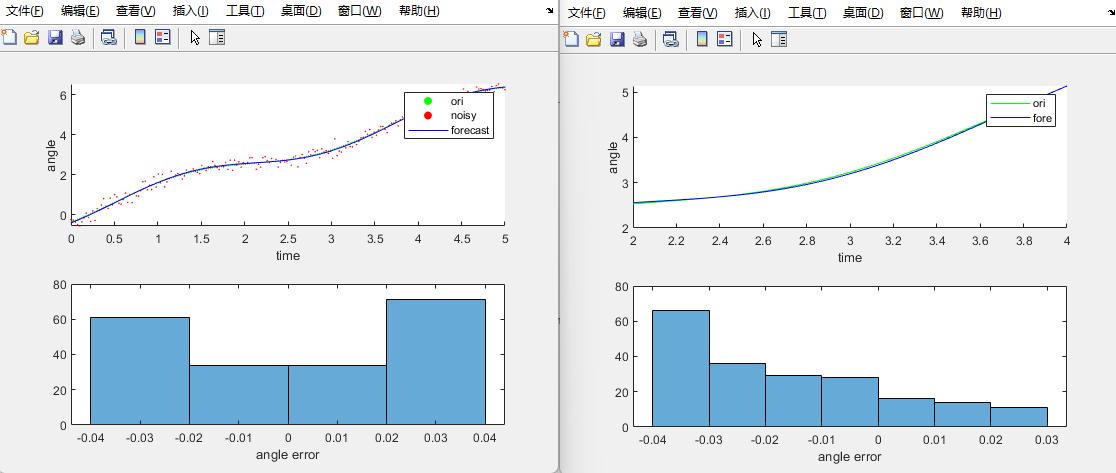 文件(F) 编辑(E) 查看(V) 插入(I) 工具(T) 桌面(D) 窗口(W) 帮助(H)
6
4
2
0
angle
ori
noisy
forecast
0 0.5 1 1.5 2 2.5 3 3.5 4 4.5 5
time
80
60
40
20
0
-0.04 -0.03 -0.02 -0.01 0 0.01 0.02 0.03 0.04
angle error
文件(F) 编辑(E) 查看(V) 插入(I) 工具(T) 桌面(D) 窗口(W) 帮助(H)
5
4
3
2
angle
ori
fore
2 2.2 2.4 2.6 2.8 3 3.2 3.4 3.6 3.8 4
time
80
60
40
20
0
-0.04 -0.03 -0.02 -0.01 0 0.01 0.02 0.03
angle error